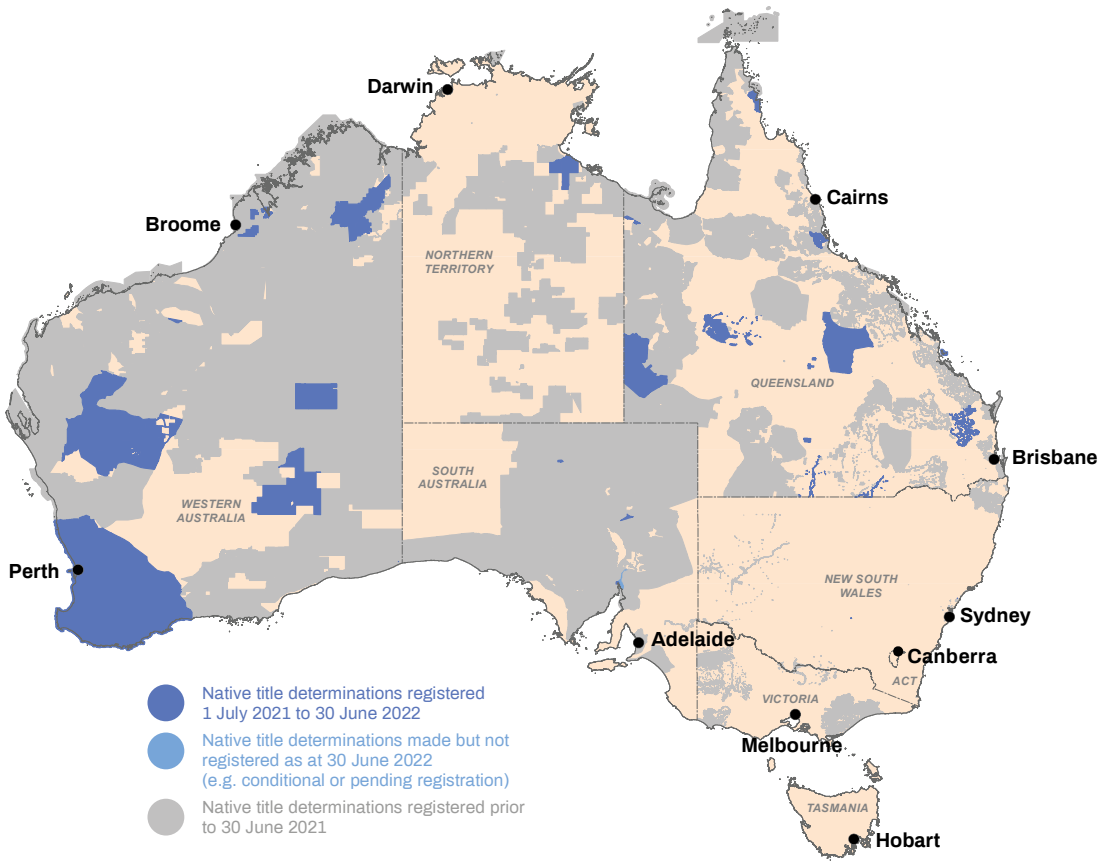 Darwin
Cairns
Broome
NORTHERN
TERRITORY
QUEENSLAND
Brisbane
SOUTH
AUSTRALIA
WESTERN
AUSTRALIA
Perth
NEW SOUTH
WALES
Sydney
Adelaide
Canberra
ACT
VICTORIA
Melbourne
TASMANIA
Hobart
Native title determinations registered
1 July 2021 to 30 June 2022
Native title determinations made but not
registered as at 30 June 2022
(e.g. conditional or pending registration)
Native title determinations registered prior
to 30 June 2021